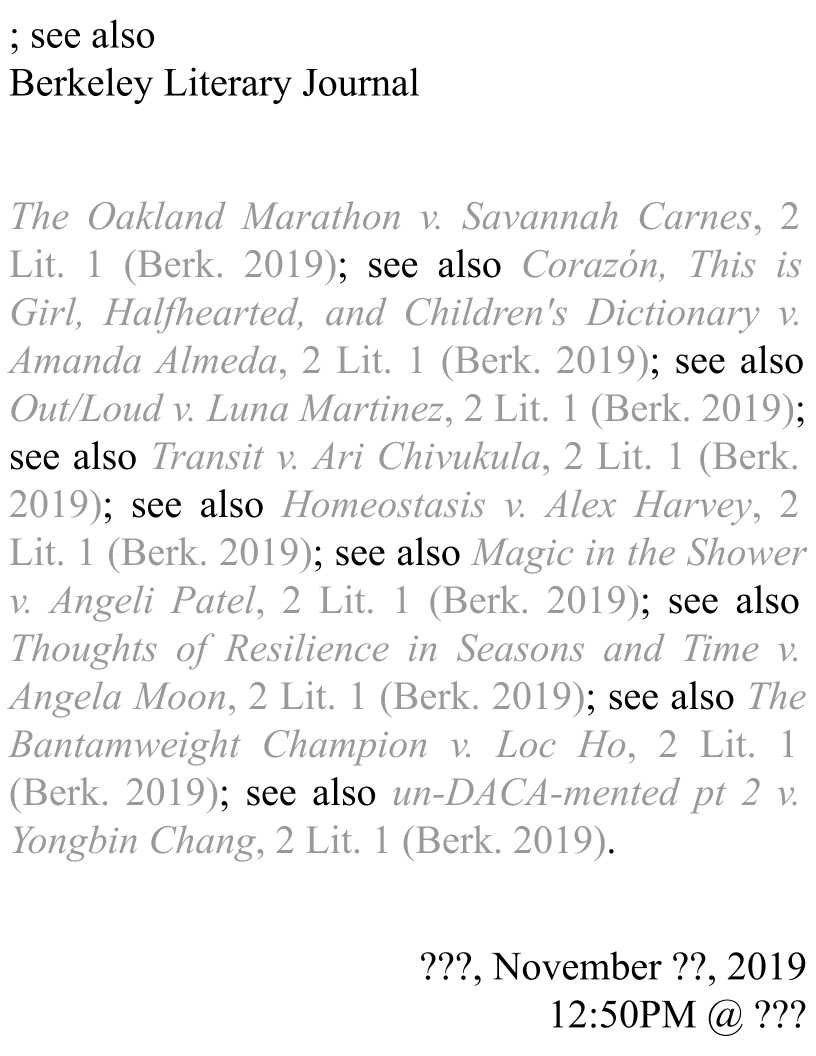 ; see also
Berkeley Literary Journal
The Oakland Marathon v. Savannah Carnes, 2
Lit. 1 (Berk. 2019); see also Corazón, This is
Girl, Halfhearted, and Children's Dictionary v.
Amanda Almeda, 2 Lit. 1 (Berk. 2019); see also
Out/Loud v. Luna Martinez, 2 Lit. 1 (Berk. 2019);
see also Transit v. Ari Chivukula, 2 Lit. 1 (Berk.
2019); see also Homeostasis v. Alex Harvey, 2
Lit. 1 (Berk. 2019); see also Magic in the Shower
v. Angeli Patel, 2 Lit. 1 (Berk. 2019); see also
Thoughts of Resilience in Seasons and Time v.
Angela Moon, 2 Lit. 1 (Berk. 2019); see also The
Bantamweight Champion v. Loc Ho, 2 Lit. 1
(Berk. 2019); see also un-DACA-mented pt 2 v.
Yongbin Chang, 2 Lit. 1 (Berk. 2019).
???, November ??, 2019
12:50PM @ ???